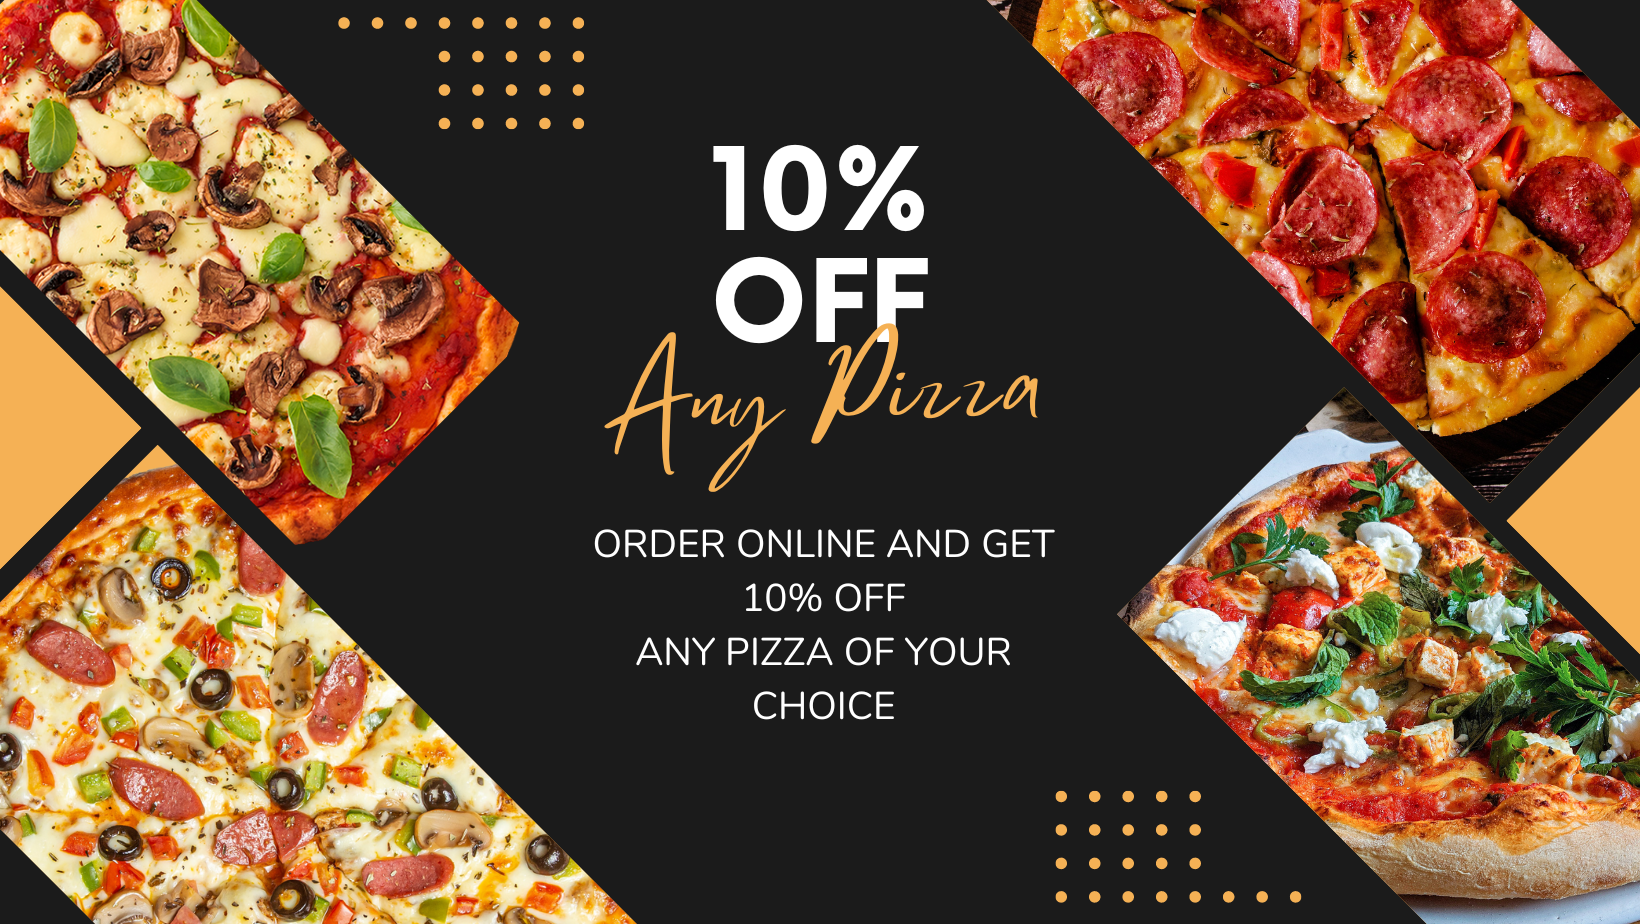 10%
OFF
Any Pizza
ORDER ONLINE AND GET
10% OFF
ANY PIZZA OF YOUR
CHOICE